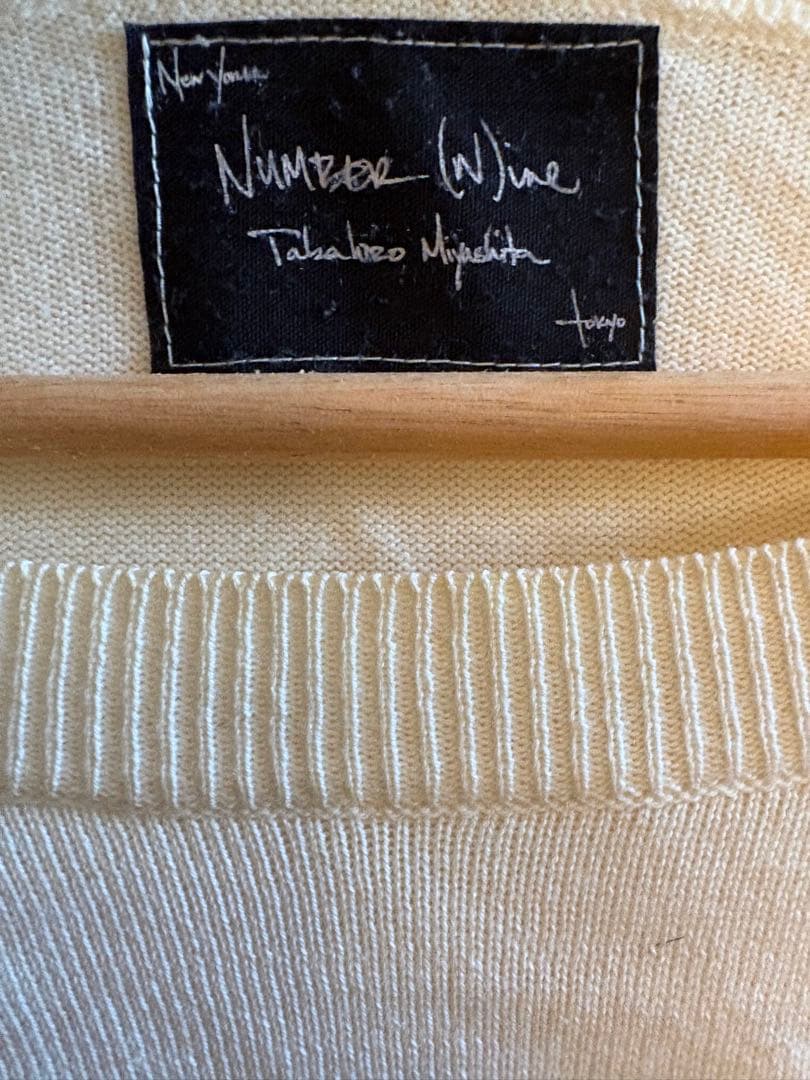 New York
NUMBER (N)ine
Takahiro Miyashita
tokyo